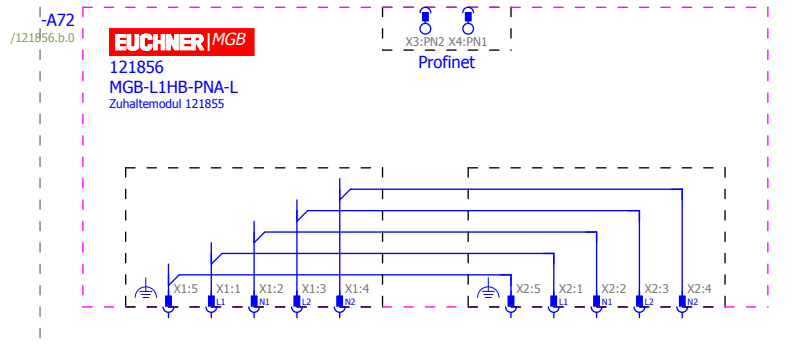 -A72
/121856.b.0
EUCHNER MGB
121856
MGB-L1HB-PNA-L
Zuhaltemodul 121855
X3:PN2 X4:PN1
Profinet
X1:5 X1:1 X1:2 X1:3 X1:4 X2:5 X2:1 X2:2 X2:3 X2:4
L1 N1 L2 N2 L1 N1 L2 N2